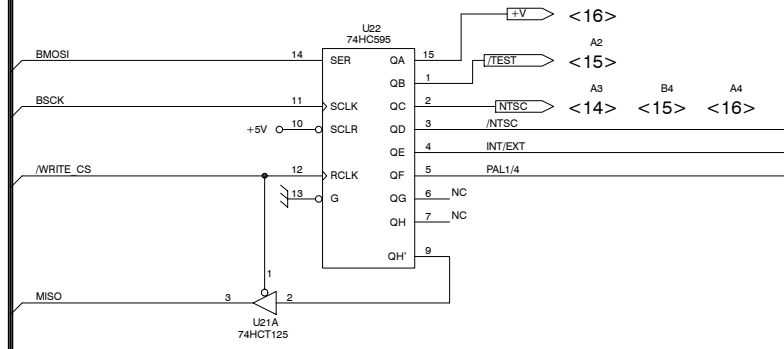 +V <16>
U22
74HC595
A2
BMOSI 14 SER QA 15 /TEST <15>
QB 1
A3 B4 A4
BSCK 11 SCLK QC 2 NTSC <14> <15> <16>
+5V 10 SCLR QD 3 /NTSC
QE 4 INT/EXT
/WRITE_CS 12 RCLK QF 5 PAL1/4
13 G QG 6 NC
QH 7 NC
QH' 9
1
MISO 3 2
U21A
74HCT125